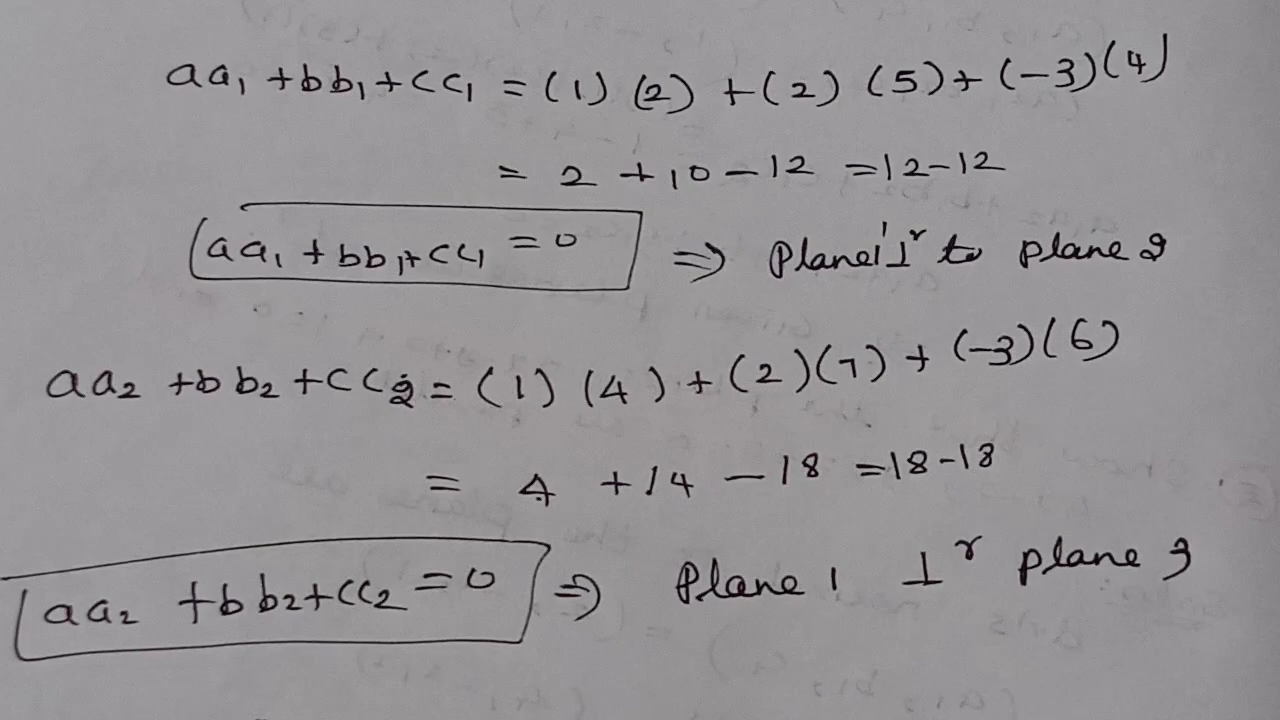 aa₁ + bb₁ + cc₁ = (1) (2) + (2) (5) + (-3)(4)
= 2 + 10 - 12 = 12-12
aa₁ + bb₁ + cc₁ = 0 ⇒ Plane 1 ⊥ʳ to plane 2
aa₂ + bb₂ + cc₂ = (1) (4) + (2)(7) + (-3)(6)
= 4 + 14 - 18 = 18-18
aa₂ + bb₂ + cc₂ = 0 ⇒ Plane 1 ⊥ʳ plane 3